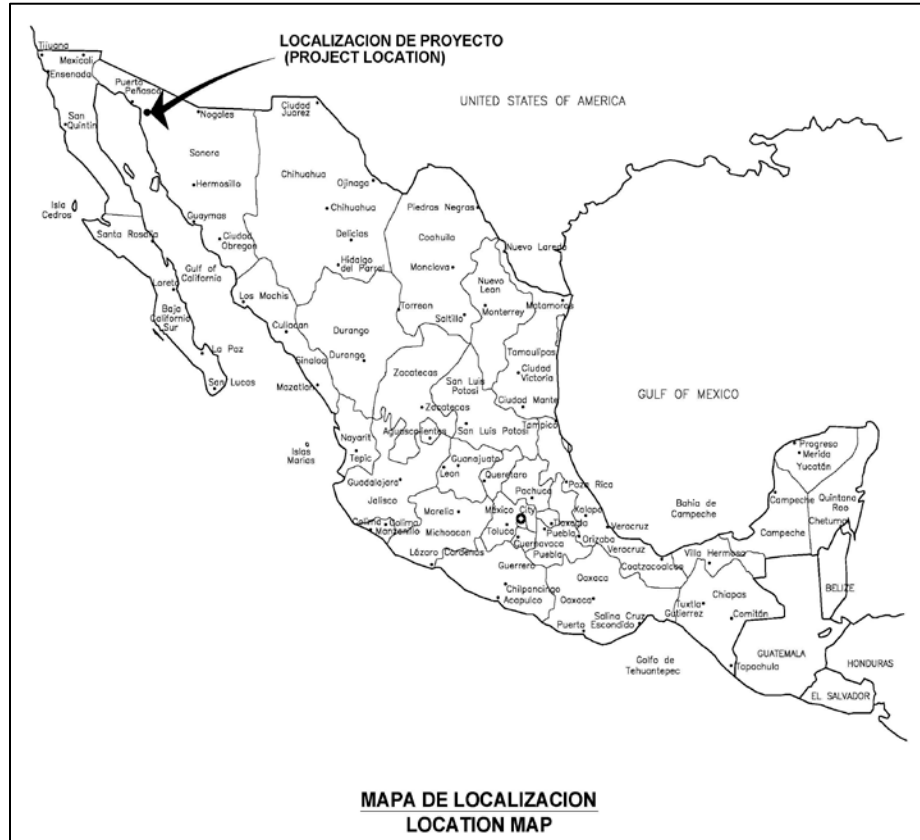 LOCALIZACION DE PROYECTO
(PROJECT LOCATION)
UNITED STATES OF AMERICA
Tijuana
Mexicali
Ensenada
Puerto
Peñasco
San
Quintin
Nogales
Ciudad
Juarez
Sonora
Hermosillo
Chihuahua
Ojinaga
Chihuahua
Isla
Cedros
Guaymas
Piedras Negras
Santa Rosalia
Ciudad
Obregon
Delicias
Coahuila
Nuevo Laredo
Gulf of
California
Hidalgo
del Parral
Monclova
Nuevo
Leon
Loreto
Los Mochis
Baja
California
Sur
Torreon
Saltillo
Monterrey
Matamoros
Culiacan
Durango
La Paz
Sinaloa
Durango
Tamaulipas
Ciudad
Victoria
San Lucas
Mazatlan
Zacatecas
San Luis
Potosi
GULF OF MEXICO
Zacatecas
Ciudad Mante
Aguascalientes
San Luis Potosi
Tampico
Islas
Marias
Nayarit
Tepic
Guanajuato
Leon
Queretaro
Progreso
Merida
Yucatán
Guadalajara
Jalisco
Pachuca
Poza Rica
Campeche
Quintana
Roo
Bahia de
Campeche
Morelia
Mexico City
Xalapa
Colima
Colima
Manzanillo
Michoacan
Toluca
Tlaxcala
Puebla
Veracruz
Campeche
Chetumal
Cuernavaca
Puebla
Orizaba
Veracruz
Lázaro Cardenas
Guerrero
Coatzacoalcos
Villa Hermosa
BELIZE
Chilpancingo
Acapulco
Oaxaca
Oaxaca
Chiapas
Tuxtla
Gutierrez
Comitán
Salina Cruz
Puerto Escondido
Golfo de
Tehuantepec
Tapachula
GUATEMALA
HONDURAS
EL SALVADOR
MAPA DE LOCALIZACION
LOCATION MAP